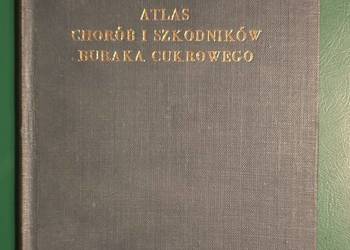 ATLAS
CHORÓB I SZKODNIKÓW
BURAKA CUKROWEGO